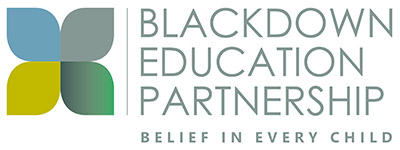 BLACKDOWN
EDUCATION
PARTNERSHIP
BELIEF IN EVERY CHILD